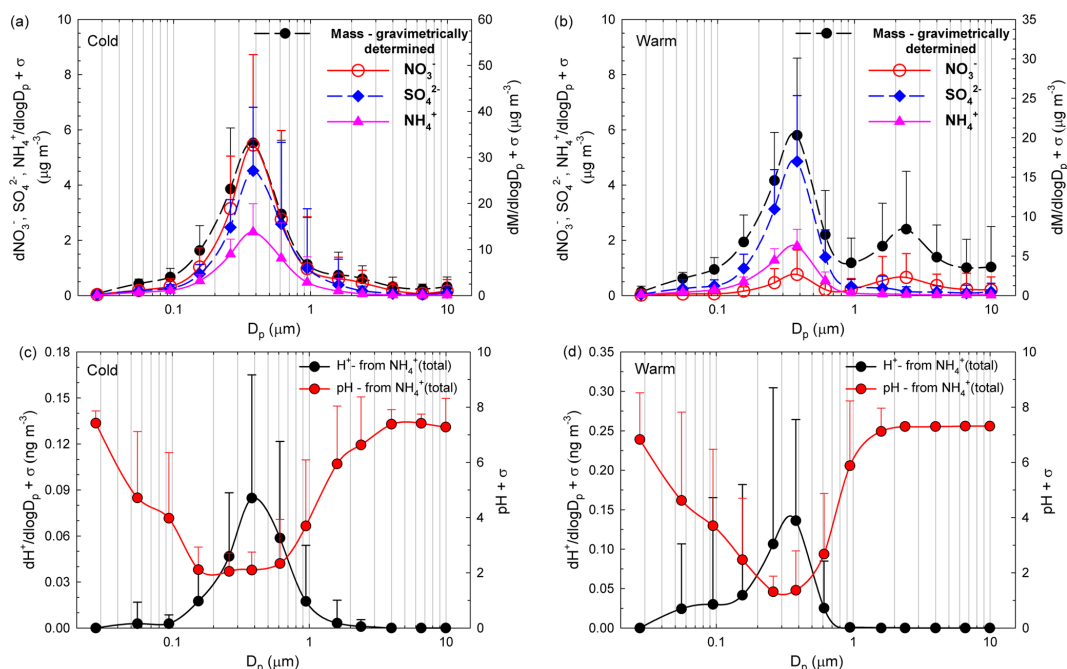 (a)
Cold
Mass - gravimetrically
determined
NO₃⁻
SO₄²⁻
NH₄⁺
dNO₃⁻, SO₄²⁻, NH₄⁺/dlogDₚ + σ
(μg m⁻³)
10
8
6
4
2
0
60
50
40
30
20
10
0
dM/dlogDₚ + σ (μg m⁻³)
0.1
1
10
Dₚ (μm)
(b)
Warm
Mass - gravimetrically
determined
NO₃⁻
SO₄²⁻
NH₄⁺
dNO₃⁻, SO₄²⁻, NH₄⁺/dlogDₚ + σ
(μg m⁻³)
10
8
6
4
2
0
35
30
25
20
15
10
5
0
dM/dlogDₚ + σ (μg m⁻³)
0.1
1
10
Dₚ (μm)
(c)
Cold
H⁺- from NH₄⁺(total)
pH - from NH₄⁺(total)
dH⁺/dlogDₚ + σ (ng m⁻³)
0.18
0.15
0.12
0.09
0.06
0.03
0.00
10
8
6
4
2
0
pH + σ
0.1
1
10
Dₚ (μm)
(d)
Warm
H⁺- from NH₄⁺(total)
pH - from NH₄⁺(total)
dH⁺/dlogDₚ + σ (ng m⁻³)
0.35
0.30
0.25
0.20
0.15
0.10
0.05
0.00
10
8
6
4
2
0
pH + σ
0.1
1
10
Dₚ (μm)